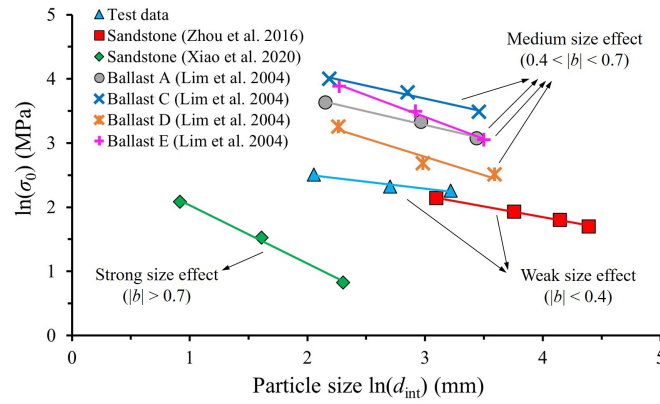 Test data
Sandstone (Zhou et al. 2016)
Sandstone (Xiao et al. 2020)
Ballast A (Lim et al. 2004)
Ballast C (Lim et al. 2004)
Ballast D (Lim et al. 2004)
Ballast E (Lim et al. 2004)
Medium size effect
(0.4 < |b| < 0.7)
Strong size effect
(|b| > 0.7)
Weak size effect
(|b| < 0.4)
ln(σ₀) (MPa)
5
4
3
2
1
0
0 1 2 3 4 5
Particle size ln(d_int) (mm)